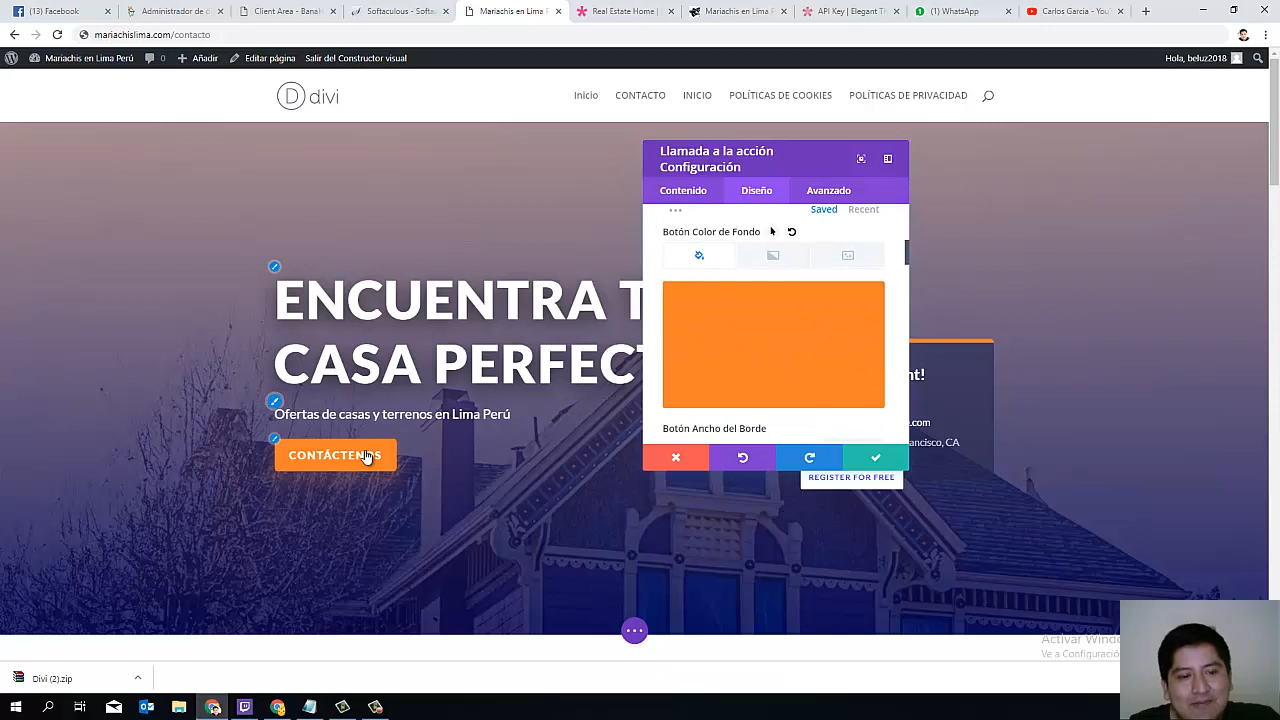 (13) Facebook
Administrador de d
Client Area - Bana
Softaculous - Softa
Mariachis en Lima P
Real Estate Home |
Mariachis en Lima P
API Key | Elegant T
(1) WhatsApp
Carlos Garcia - You
mariachislima.com/contacto
Mariachis en Lima Perú
0
Añadir
Editar página
Salir del Constructor visual
Hola, beluz2018
D divi
Inicio
CONTACTO
INICIO
POLÍTICAS DE COOKIES
POLÍTICAS DE PRIVACIDAD
Llamada a la acción
Configuración
Contenido
Diseño
Avanzado
Saved
Recent
Botón Color de Fondo
ENCUENTRA T
CASA PERFEC
nt!
Ofertas de casas y terrenos en Lima Perú
e.com
Botón Ancho del Borde
ancisco, CA
CONTÁCTENOS
REGISTER FOR FREE
Activar Windo
Ve a Configuració
Divi (2).zip